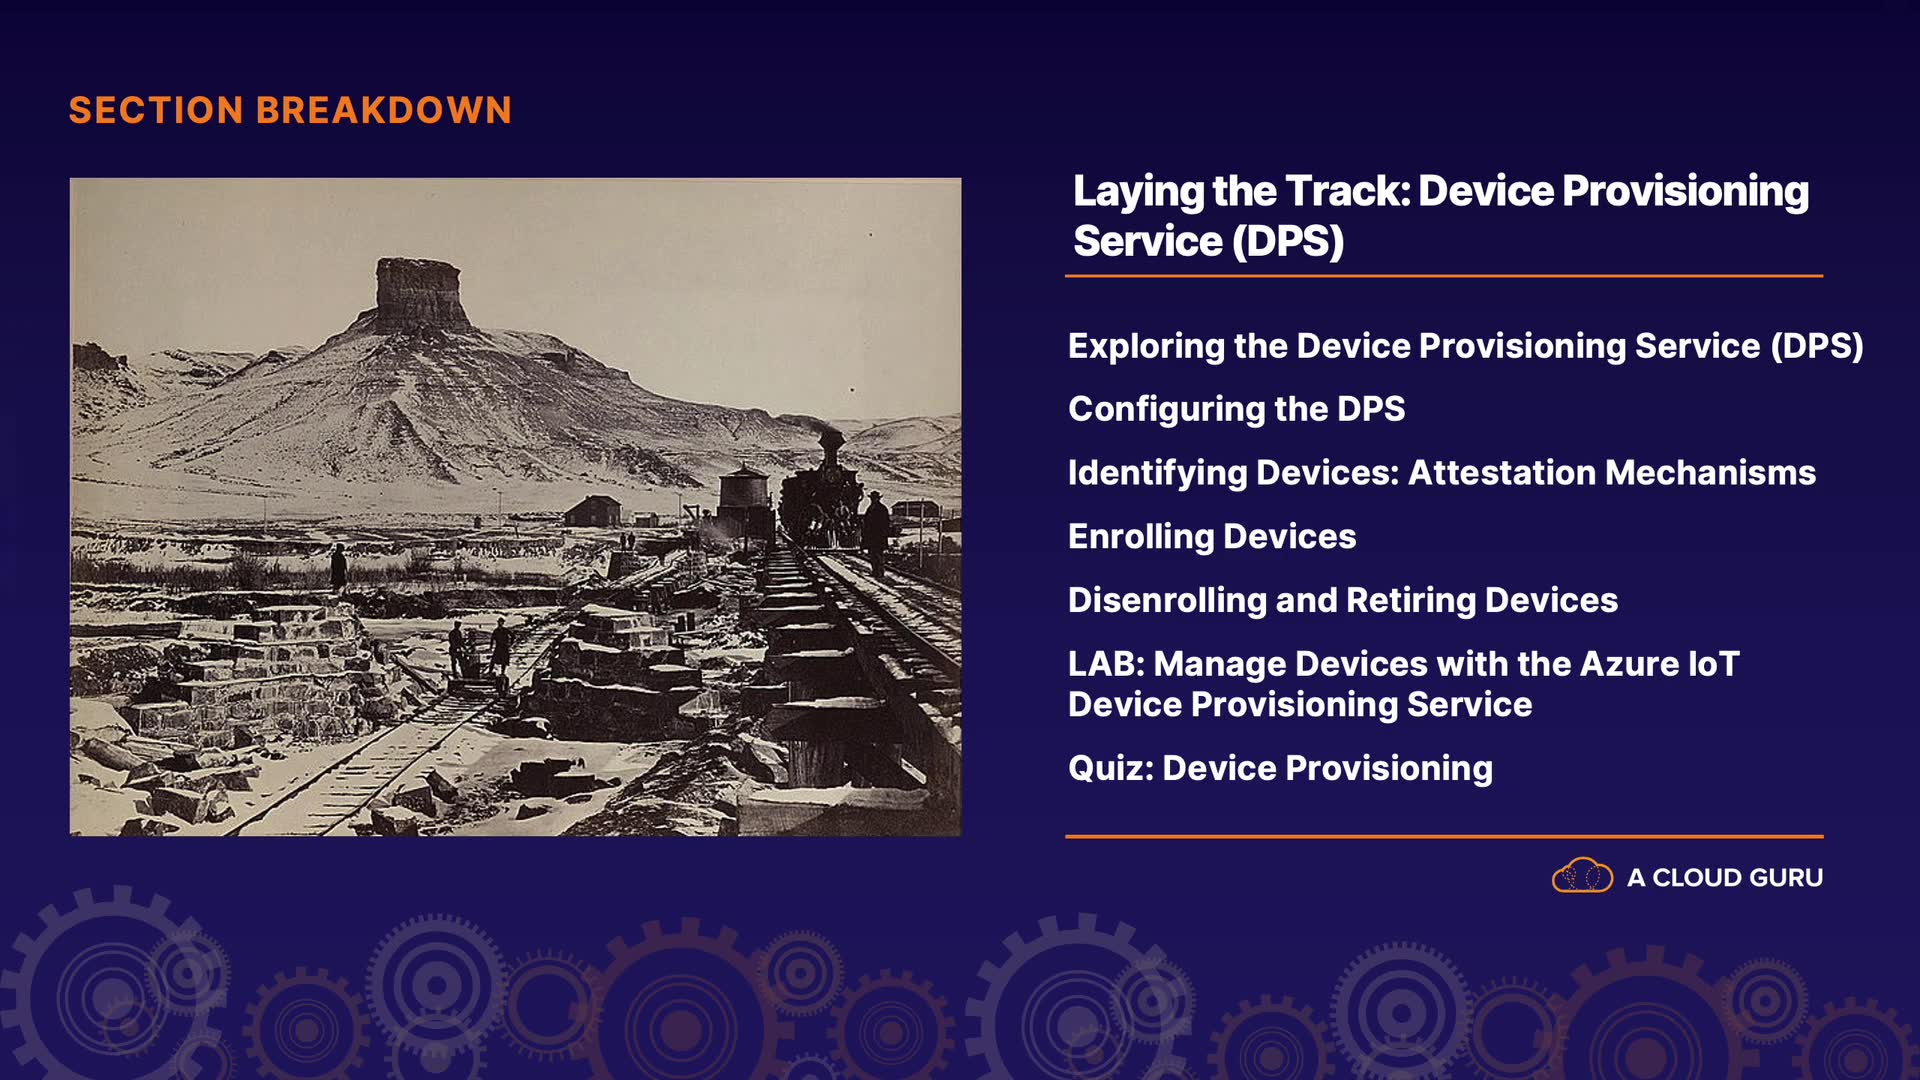 SECTION BREAKDOWN
Laying the Track: Device Provisioning
Service (DPS)
Exploring the Device Provisioning Service (DPS)
Configuring the DPS
Identifying Devices: Attestation Mechanisms
Enrolling Devices
Disenrolling and Retiring Devices
LAB: Manage Devices with the Azure IoT
Device Provisioning Service
Quiz: Device Provisioning
A CLOUD GURU